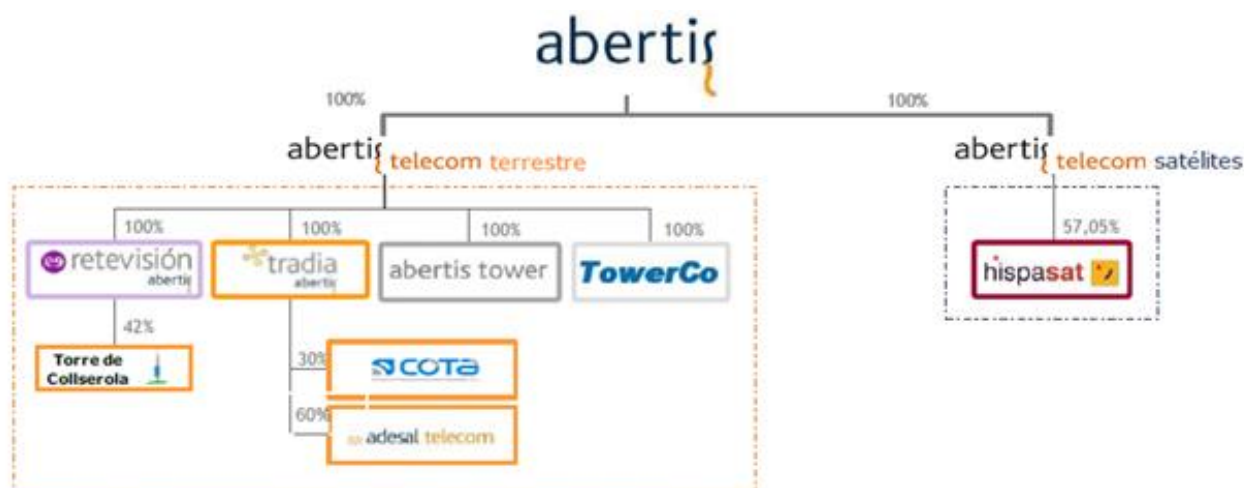 abertis
100%
100%
abertis telecom terrestre
abertis telecom satélites
100%
100%
100%
100%
57,05%
retevisión
abertis
tradia
abertis
abertis tower
TowerCo
hispasat
42%
Torre de
Collserola
30%
COTA
60%
adesal telecom